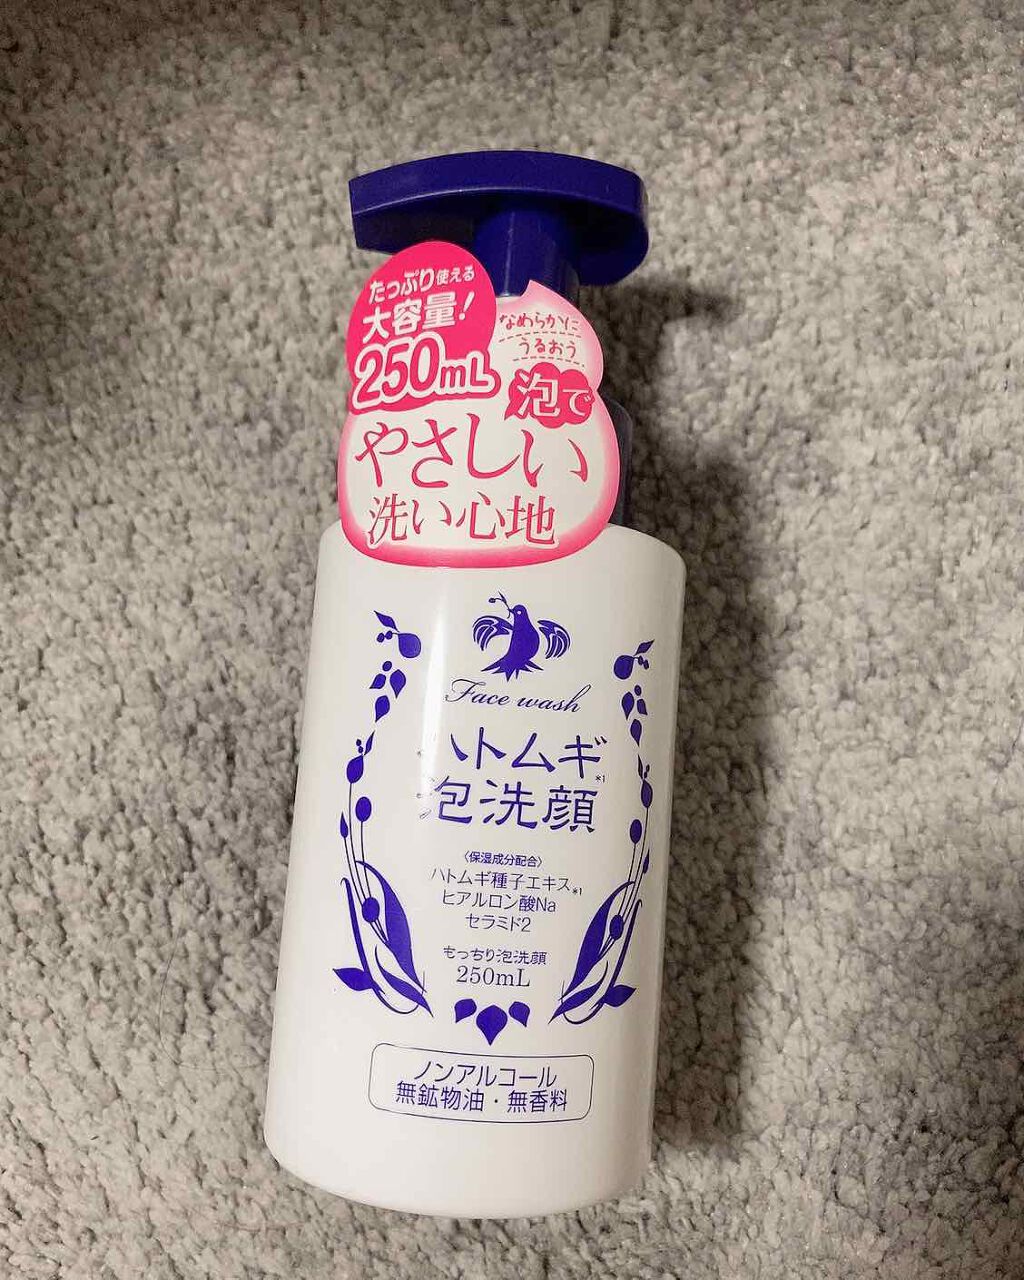 たっぷり使える
大容量!
250mL
なめらかに
うるおう
泡で
やさしい
洗い心地
Face wash
ハトムギ*1
泡洗顔
〈保湿成分配合〉
ハトムギ種子エキス*1
ヒアルロン酸Na
セラミド2
もっちり泡洗顔
250mL
ノンアルコール
無鉱物油・無香料